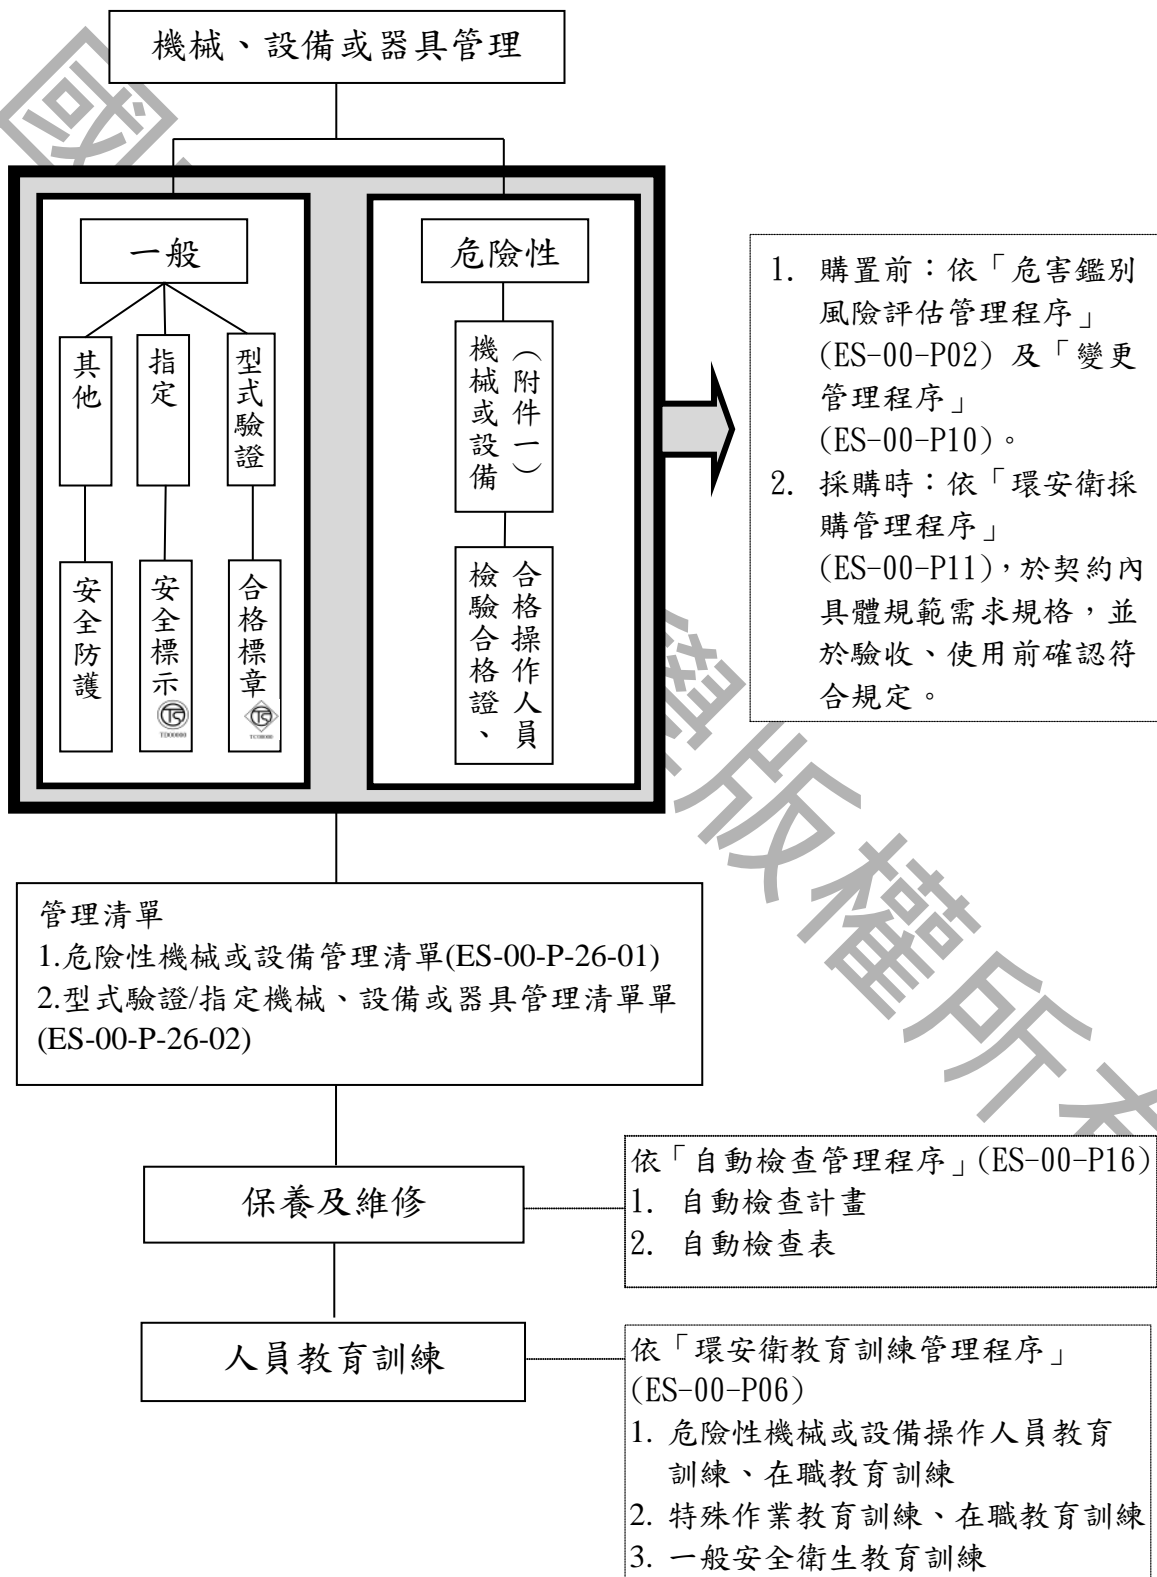 機械、設備或器具管理
一般
危險性
其他
指定
型式驗證
機械或設備
（附件一）
安全防護
安全標示
TD00000
合格標章
檢驗合格證、
合格操作人員
1. 購置前：依「危害鑑別
風險評估管理程序」
(ES-00-P02) 及「變更
管理程序」
(ES-00-P10)。
2. 採購時：依「環安衛採
購管理程序」
(ES-00-P11)，於契約內
具體規範需求規格，並
於驗收、使用前確認符
合規定。
管理清單
1.危險性機械或設備管理清單(ES-00-P-26-01)
2.型式驗證/指定機械、設備或器具管理清單單
(ES-00-P-26-02)
保養及維修
依「自動檢查管理程序」(ES-00-P16)
1. 自動檢查計畫
2. 自動檢查表
人員教育訓練
依「環安衛教育訓練管理程序」
(ES-00-P06)
1. 危險性機械或設備操作人員教育
訓練、在職教育訓練
2. 特殊作業教育訓練、在職教育訓練
3. 一般安全衛生教育訓練
國
學版權所有